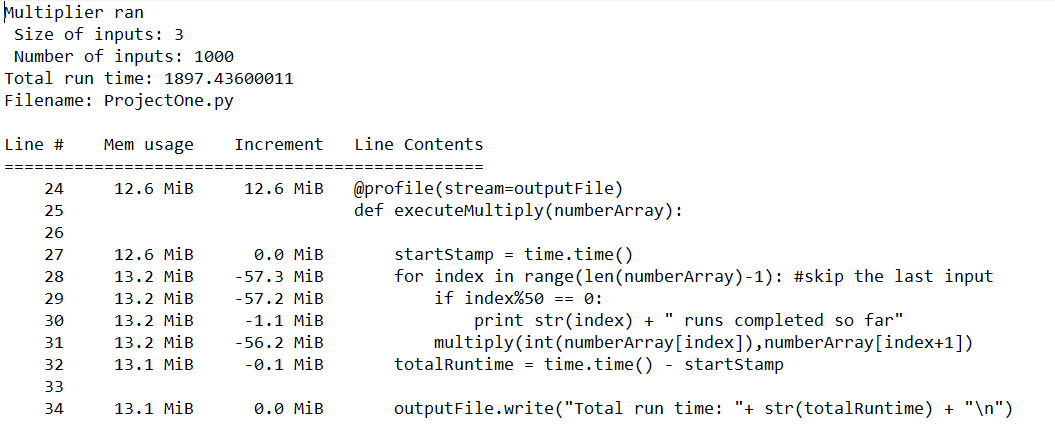 Multiplier ran
 Size of inputs: 3
 Number of inputs: 1000
Total run time: 1897.43600011
Filename: ProjectOne.py

Line #    Mem usage    Increment   Line Contents
================================================
    24     12.6 MiB     12.6 MiB   @profile(stream=outputFile)
    25                             def executeMultiply(numberArray):
    26
    27     12.6 MiB      0.0 MiB       startStamp = time.time()
    28     13.2 MiB    -57.3 MiB       for index in range(len(numberArray)-1): #skip the last input
    29     13.2 MiB    -57.2 MiB           if index%50 == 0:
    30     13.2 MiB     -1.1 MiB               print str(index) + " runs completed so far"
    31     13.2 MiB    -56.2 MiB           multiply(int(numberArray[index]),numberArray[index+1])
    32     13.1 MiB     -0.1 MiB       totalRuntime = time.time() - startStamp
    33
    34     13.1 MiB      0.0 MiB       outputFile.write("Total run time: "+ str(totalRuntime) + "\n")